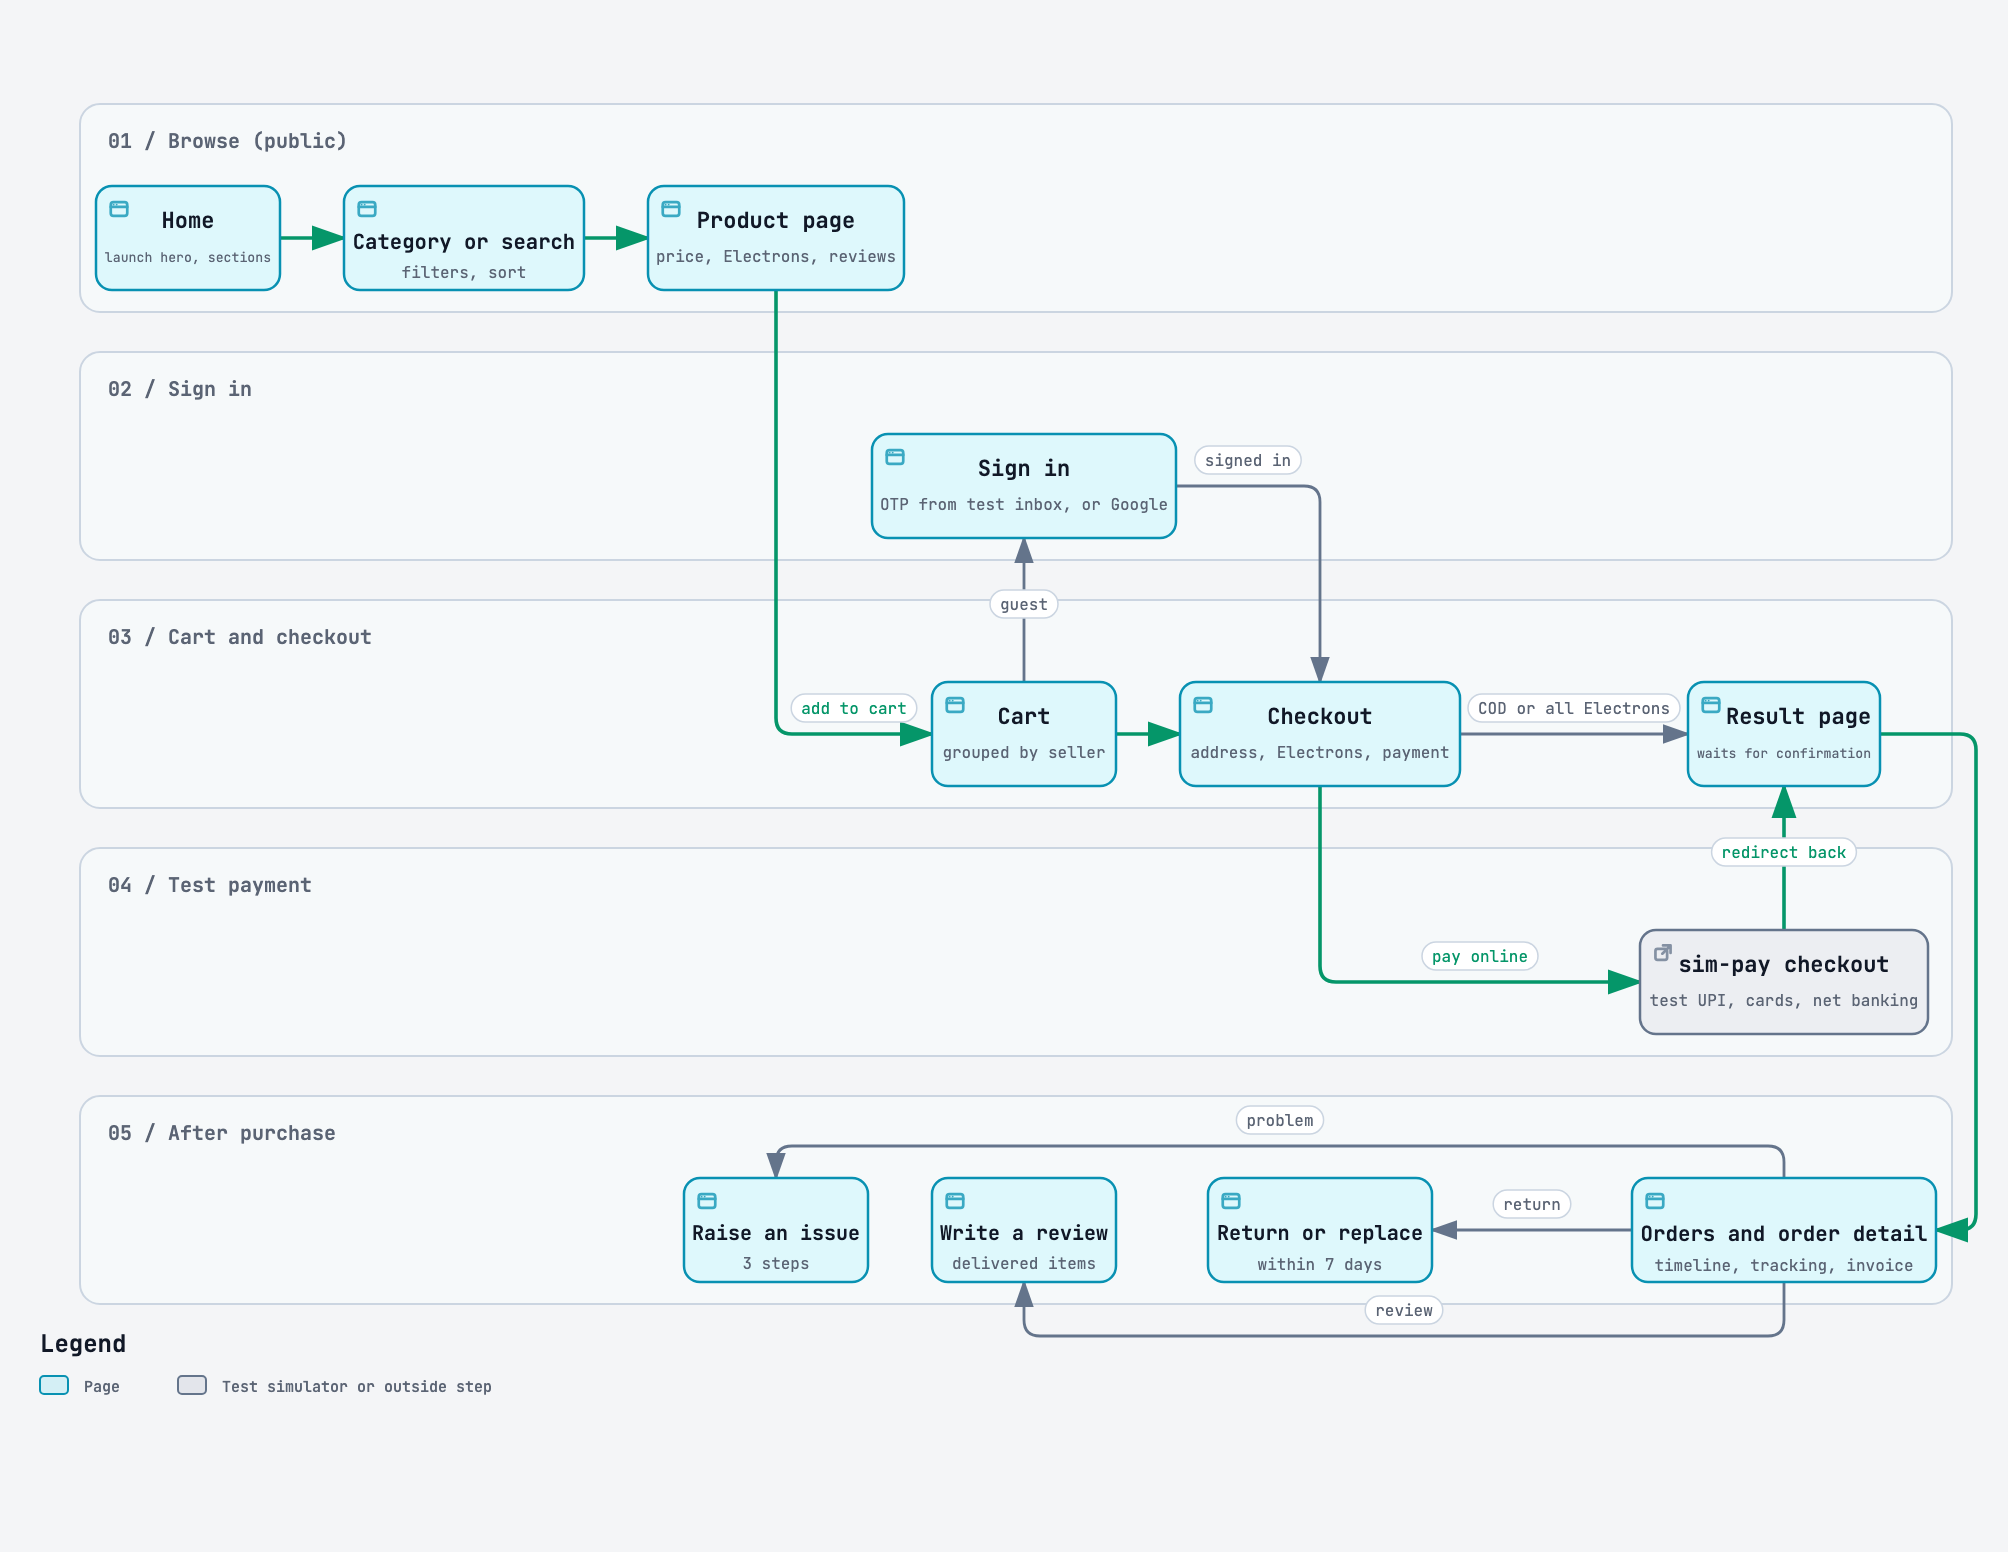 01 / Browse (public)
Home
launch hero, sections
Category or search
filters, sort
Product page
price, Electrons, reviews
02 / Sign in
Sign in
OTP from test inbox, or Google
signed in
guest
03 / Cart and checkout
add to cart
Cart
grouped by seller
Checkout
address, Electrons, payment
COD or all Electrons
Result page
waits for confirmation
redirect back
04 / Test payment
pay online
sim-pay checkout
test UPI, cards, net banking
05 / After purchase
problem
Raise an issue
3 steps
Write a review
delivered items
Return or replace
within 7 days
return
Orders and order detail
timeline, tracking, invoice
review
Legend
Page
Test simulator or outside step